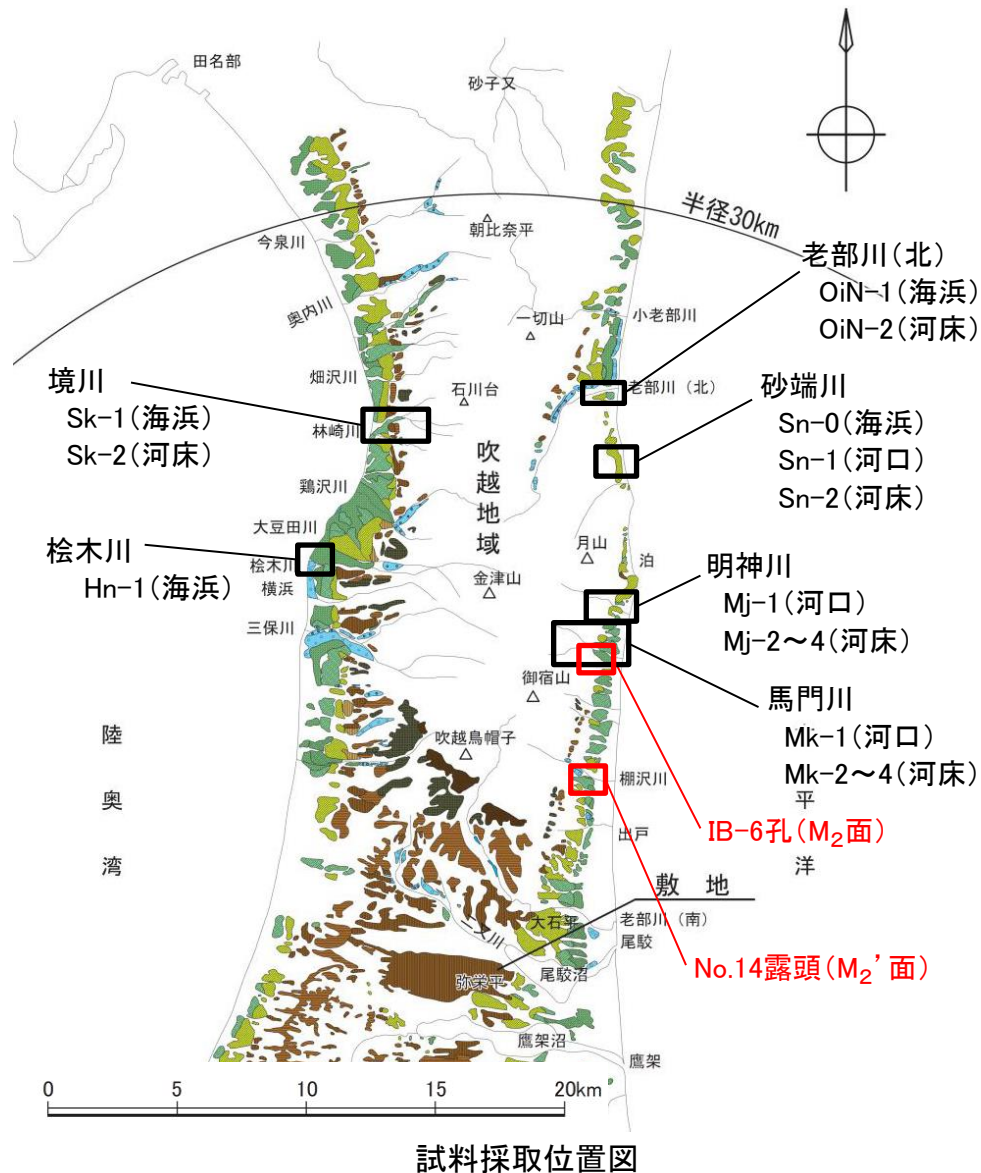 田名部
砂子又
半径30km
朝比奈平
今泉川
老部川(北)
OiN-1(海浜)
OiN-2(河床)
奥内川
一切山
小老部川
境川
Sk-1(海浜)
Sk-2(河床)
畑沢川
石川台
老部川(北)
砂端川
Sn-0(海浜)
Sn-1(河口)
Sn-2(河床)
林崎川
吹越地域
鶏沢川
大豆田川
桧木川
Hn-1(海浜)
桧木川
横浜
月山
泊
金津山
明神川
Mj-1(河口)
Mj-2～4(河床)
三保川
御宿山
馬門川
Mk-1(河口)
Mk-2～4(河床)
陸奥湾
吹越烏帽子
棚沢川
平洋
IB-6孔(M₂面)
出戸
敷地
大石平
老部川(南)
二又川
尾駮
尾駮沼
No.14露頭(M₂’面)
弥栄平
鷹架沼
鷹架
0 5 10 15 20km
試料採取位置図